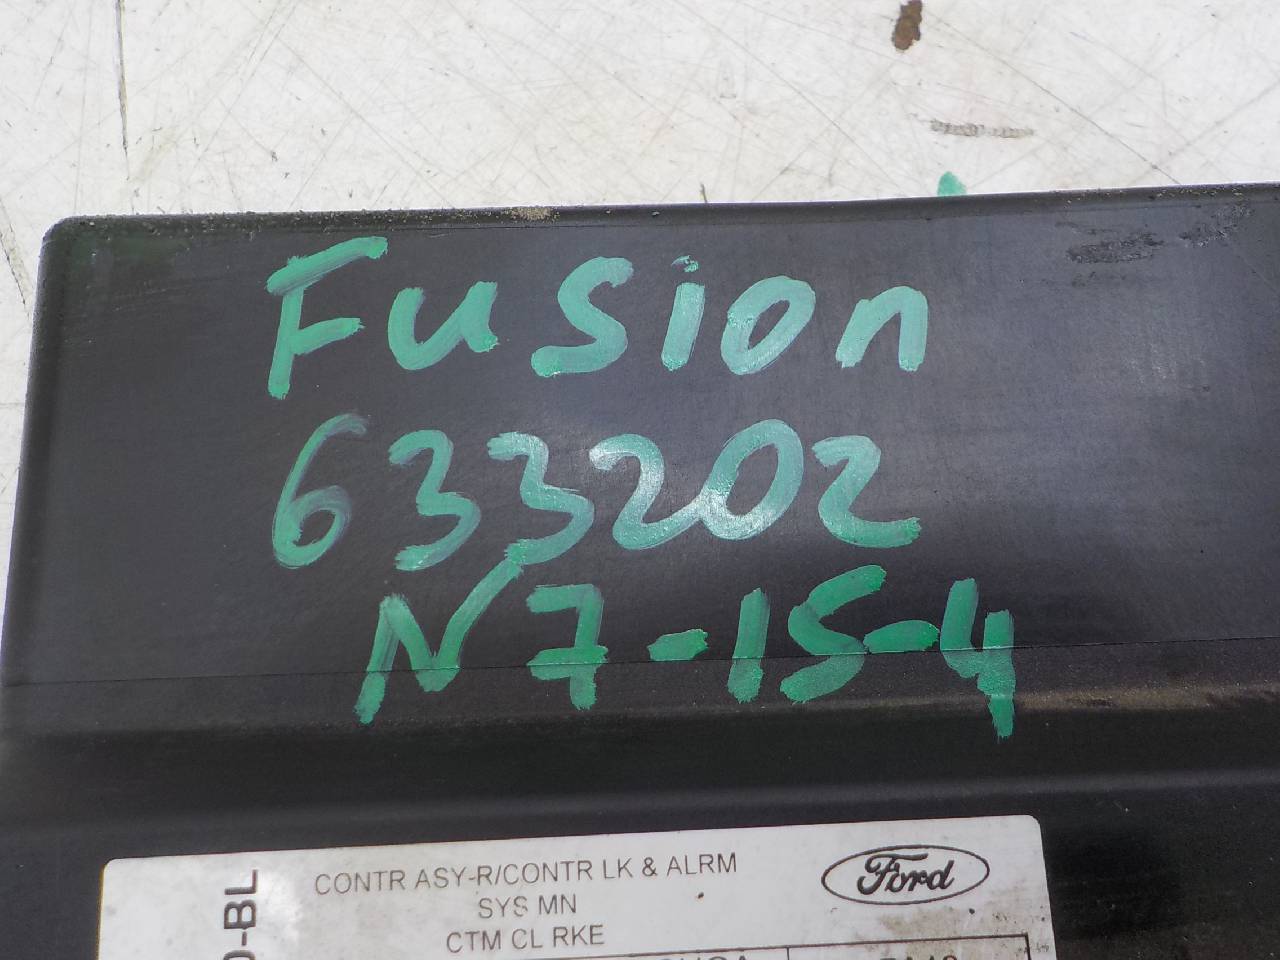 Fusion
633202
N7-15-4
CONTR ASY-R/CONTR LK & ALRM
SYS MN
CTM CL RKE
Ford
-BL